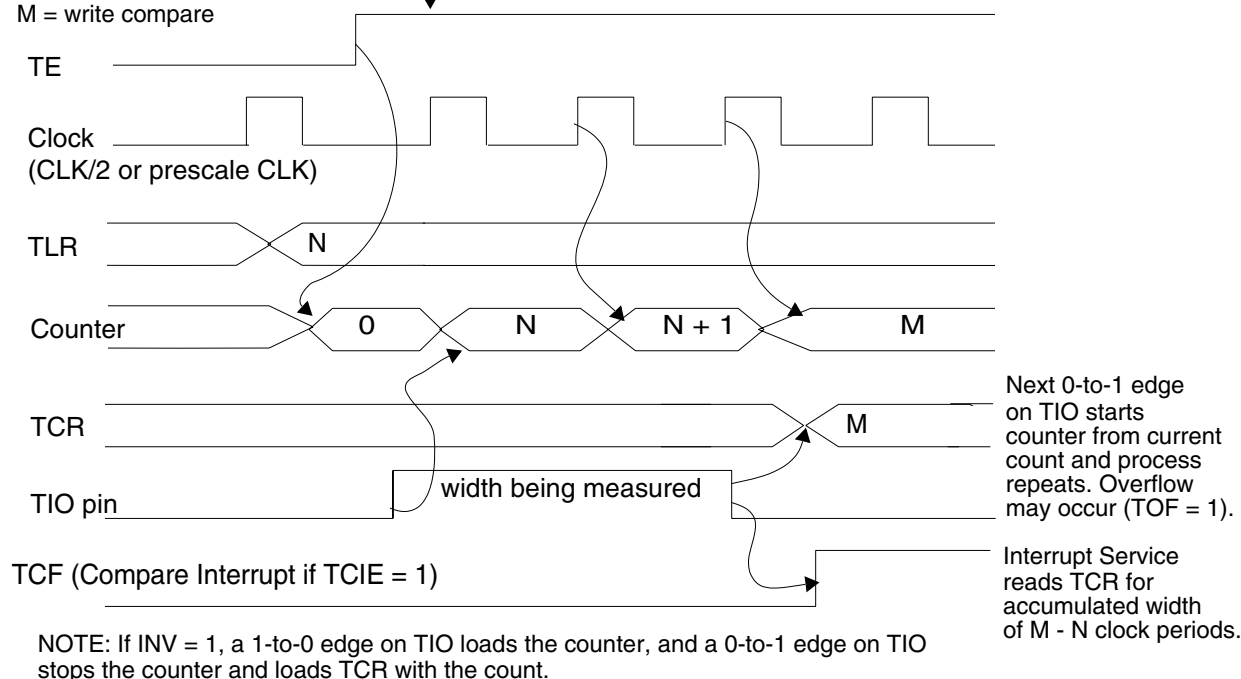 M = write compare
TE
Clock
(CLK/2 or prescale CLK)
TLR
N
Counter
0
N
N + 1
M
TCR
M
Next 0-to-1 edge
on TIO starts
counter from current
count and process
repeats. Overflow
may occur (TOF = 1).
TIO pin
width being measured
TCF (Compare Interrupt if TCIE = 1)
Interrupt Service
reads TCR for
accumulated width
of M - N clock periods.
NOTE: If INV = 1, a 1-to-0 edge on TIO loads the counter, and a 0-to-1 edge on TIO
stops the counter and loads TCR with the count.